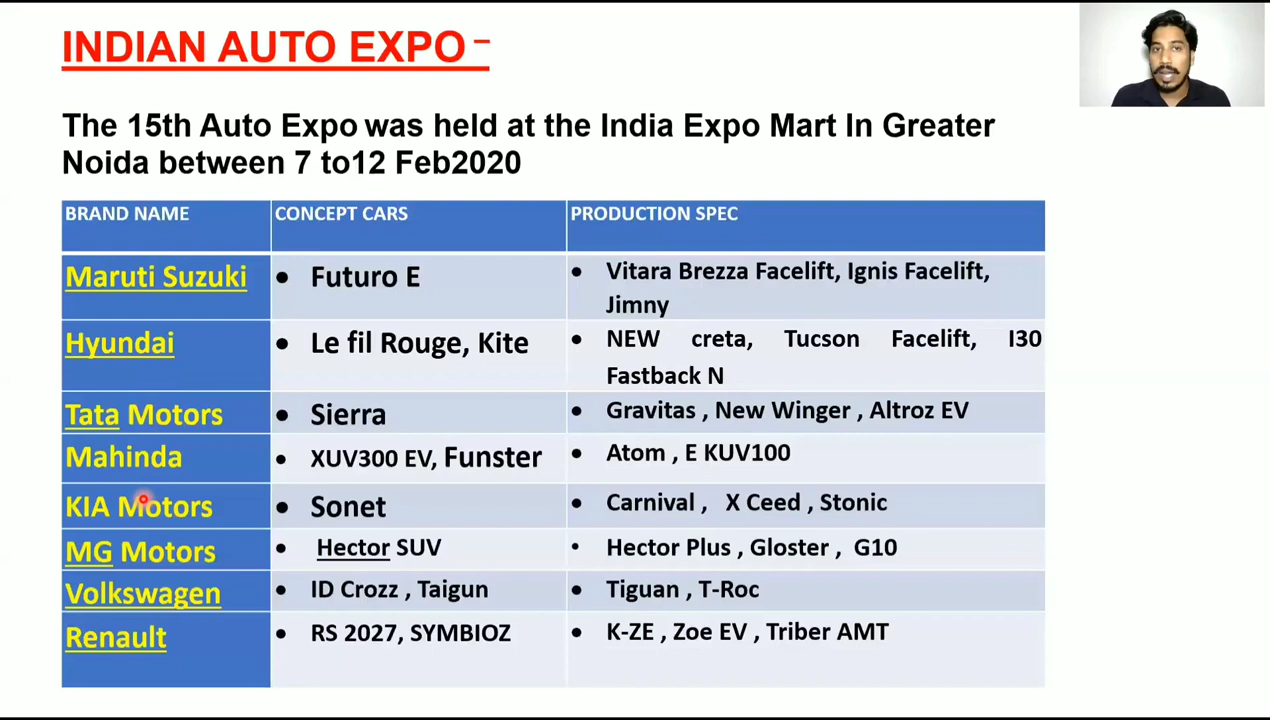 INDIAN AUTO EXPO –
The 15th Auto Expo was held at the India Expo Mart In Greater
Noida between 7 to12 Feb2020
BRAND NAME CONCEPT CARS PRODUCTION SPEC
Maruti Suzuki • Futuro E • Vitara Brezza Facelift, Ignis Facelift,
Jimny
Hyundai • Le fil Rouge, Kite • NEW creta, Tucson Facelift, I30
Fastback N
Tata Motors • Sierra • Gravitas , New Winger , Altroz EV
Mahinda • XUV300 EV, Funster • Atom , E KUV100
KIA Motors • Sonet • Carnival , X Ceed , Stonic
MG Motors • Hector SUV • Hector Plus , Gloster , G10
Volkswagen • ID Crozz , Taigun • Tiguan , T-Roc
Renault • RS 2027, SYMBIOZ • K-ZE , Zoe EV , Triber AMT